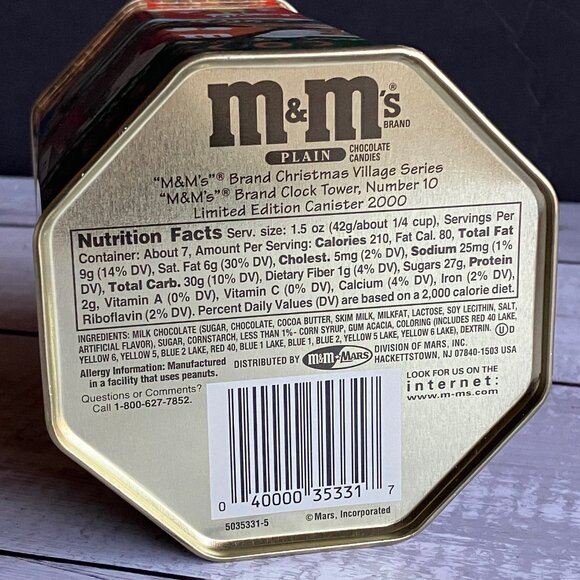 m&m's®
BRAND
PLAIN CHOCOLATE CANDIES
"M&M's"® Brand Christmas Village Series
"M&M's"® Brand Clock Tower, Number 10
Limited Edition Canister 2000
Nutrition Facts Serv. size: 1.5 oz (42g/about 1/4 cup), Servings Per
Container: About 7, Amount Per Serving: Calories 210, Fat Cal. 80, Total Fat
9g (14% DV), Sat. Fat 6g (30% DV), Cholest. 5mg (2% DV), Sodium 25mg (1%
DV), Total Carb. 30g (10% DV), Dietary Fiber 1g (4% DV), Sugars 27g, Protein
2g, Vitamin A (0% DV), Vitamin C (0% DV), Calcium (4% DV), Iron (2% DV),
Riboflavin (2% DV). Percent Daily Values (DV) are based on a 2,000 calorie diet.
INGREDIENTS: MILK CHOCOLATE (SUGAR, CHOCOLATE, COCOA BUTTER, SKIM MILK, MILKFAT, LACTOSE, SOY LECITHIN, SALT,
ARTIFICIAL FLAVOR), SUGAR, CORNSTARCH, LESS THAN 1%- CORN SYRUP, GUM ACACIA, COLORING (INCLUDES RED 40 LAKE,
YELLOW 6, YELLOW 5, BLUE 2 LAKE, RED 40, BLUE 1 LAKE, BLUE 1, BLUE 2, YELLOW 5 LAKE, YELLOW 6 LAKE), DEXTRIN. U D
Allergy Information: Manufactured
in a facility that uses peanuts.
DISTRIBUTED BY m&m-MARS DIVISION OF MARS, INC.
HACKETTSTOWN, NJ 07840-1503 USA
Questions or Comments?
Call 1-800-627-7852.
LOOK FOR US ON THE
internet:
www.m-ms.com
0 40000 35331 7
5035331-5
© Mars, Incorporated